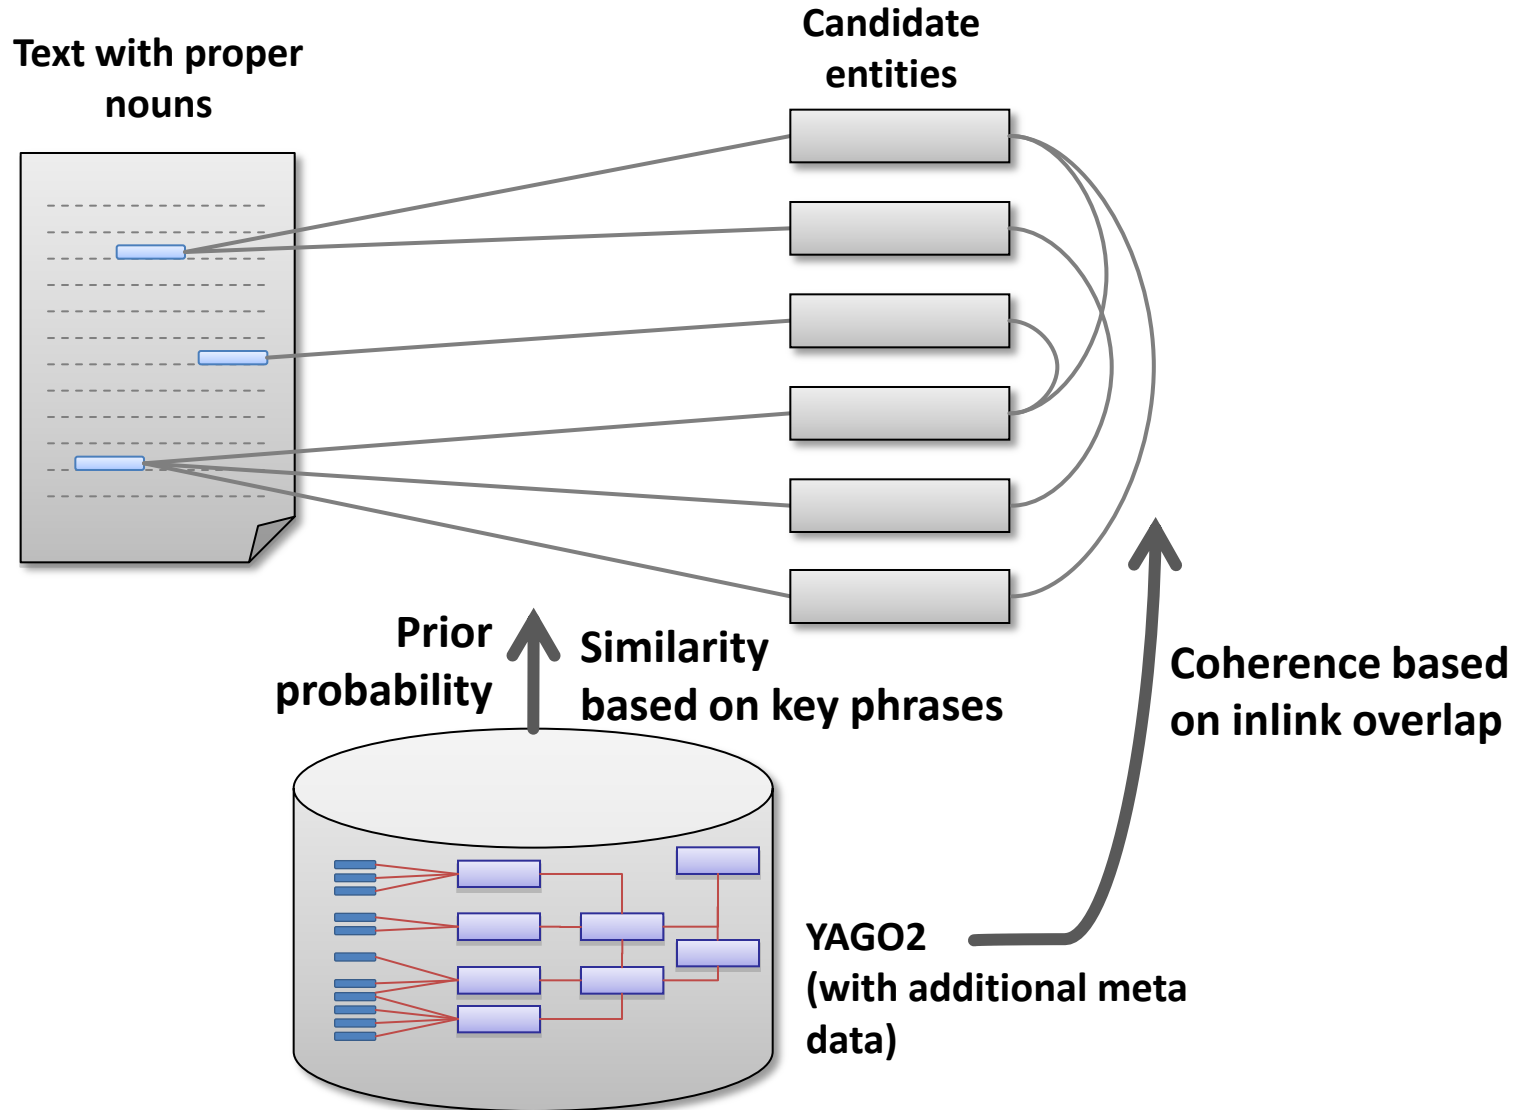 Text with proper
nouns
Candidate
entities
Prior
probability
Similarity
based on key phrases
Coherence based
on inlink overlap
YAGO2
(with additional meta
data)